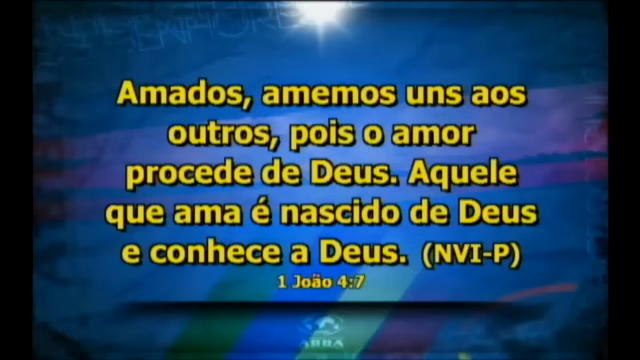 Amados, amemos uns aos
outros, pois o amor
procede de Deus. Aquele
que ama é nascido de Deus
e conhece a Deus. (NVI-P)
1 João 4:7